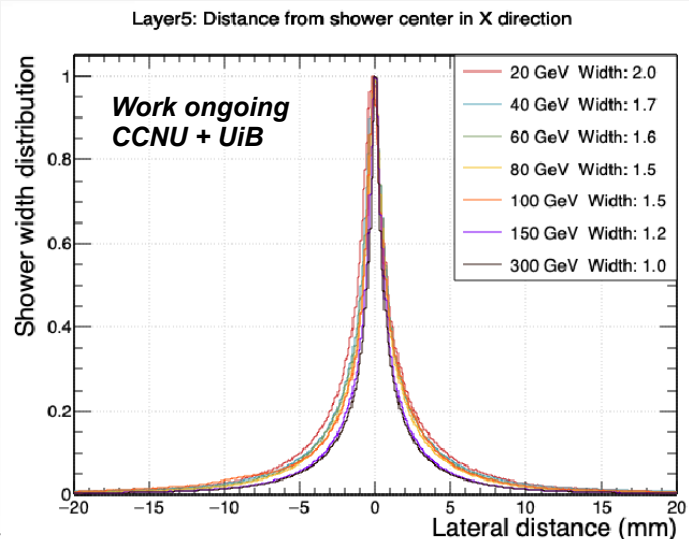 Layer5: Distance from shower center in X direction
Shower width distribution
1
0.8
0.6
0.4
0.2
0
Work ongoing
CCNU + UiB
20 GeV Width: 2.0
40 GeV Width: 1.7
60 GeV Width: 1.6
80 GeV Width: 1.5
100 GeV Width: 1.5
150 GeV Width: 1.2
300 GeV Width: 1.0
−20 −15 −10 −5 0 5 10 15 20
Lateral distance (mm)